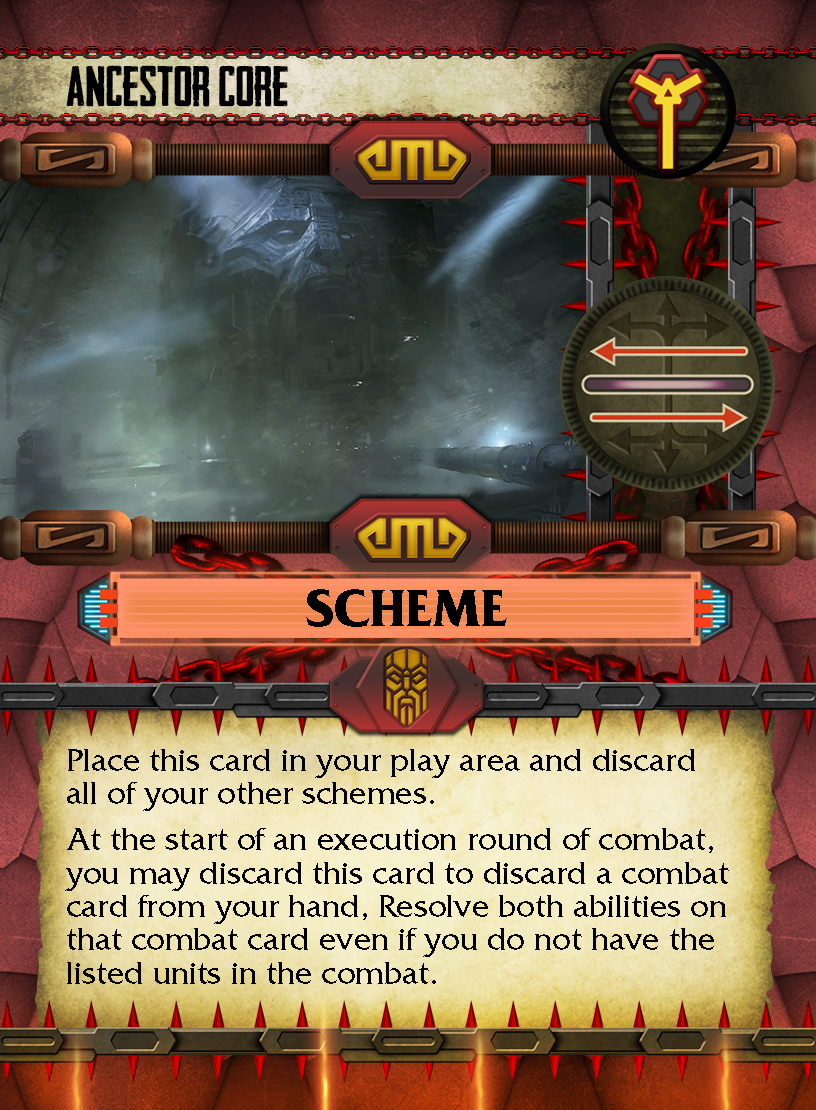 ANCESTOR CORE
SCHEME
Place this card in your play area and discard
all of your other schemes.
At the start of an execution round of combat,
you may discard this card to discard a combat
card from your hand, Resolve both abilities on
that combat card even if you do not have the
listed units in the combat.